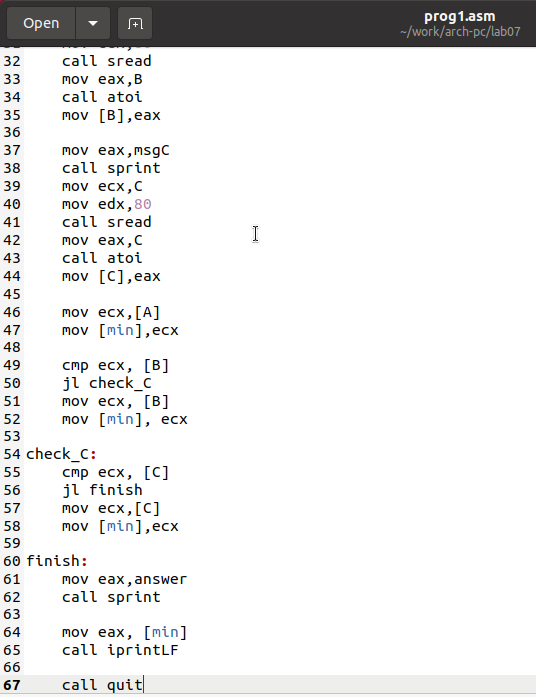 Open
prog1.asm
~/work/arch-pc/lab07
32 call sread
33 mov eax,B
34 call atoi
35 mov [B],eax
36
37 mov eax,msgC
38 call sprint
39 mov ecx,C
40 mov edx,80
41 call sread
42 mov eax,C
43 call atoi
44 mov [C],eax
45
46 mov ecx,[A]
47 mov [min],ecx
48
49 cmp ecx, [B]
50 jl check_C
51 mov ecx, [B]
52 mov [min], ecx
53
54 check_C:
55 cmp ecx, [C]
56 jl finish
57 mov ecx,[C]
58 mov [min],ecx
59
60 finish:
61 mov eax,answer
62 call sprint
63
64 mov eax, [min]
65 call iprintLF
66
67 call quit